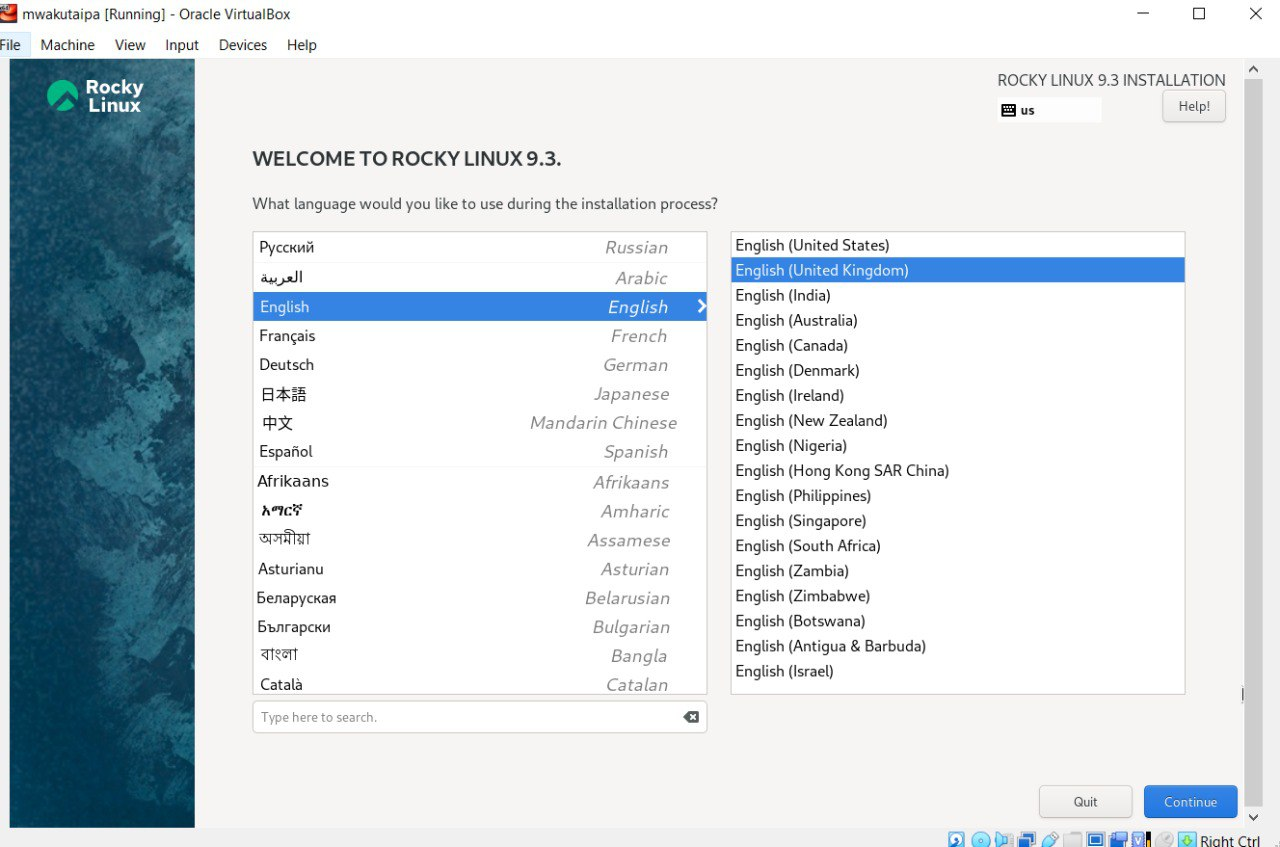 mwakutaipa [Running] - Oracle VirtualBox
File Machine View Input Devices Help
Rocky
Linux
ROCKY LINUX 9.3 INSTALLATION
us
Help!
WELCOME TO ROCKY LINUX 9.3.
What language would you like to use during the installation process?
Русский Russian
العربية Arabic
English English
Français French
Deutsch German
日本語 Japanese
中文 Mandarin Chinese
Español Spanish
Afrikaans Afrikaans
አማርኛ Amharic
অসমীয়া Assamese
Asturianu Asturian
Беларуская Belarusian
Български Bulgarian
বাংলা Bangla
Català Catalan
Type here to search.
English (United States)
English (United Kingdom)
English (India)
English (Australia)
English (Canada)
English (Denmark)
English (Ireland)
English (New Zealand)
English (Nigeria)
English (Hong Kong SAR China)
English (Philippines)
English (Singapore)
English (South Africa)
English (Zambia)
English (Zimbabwe)
English (Botswana)
English (Antigua & Barbuda)
English (Israel)
Quit
Continue
Right Ctrl